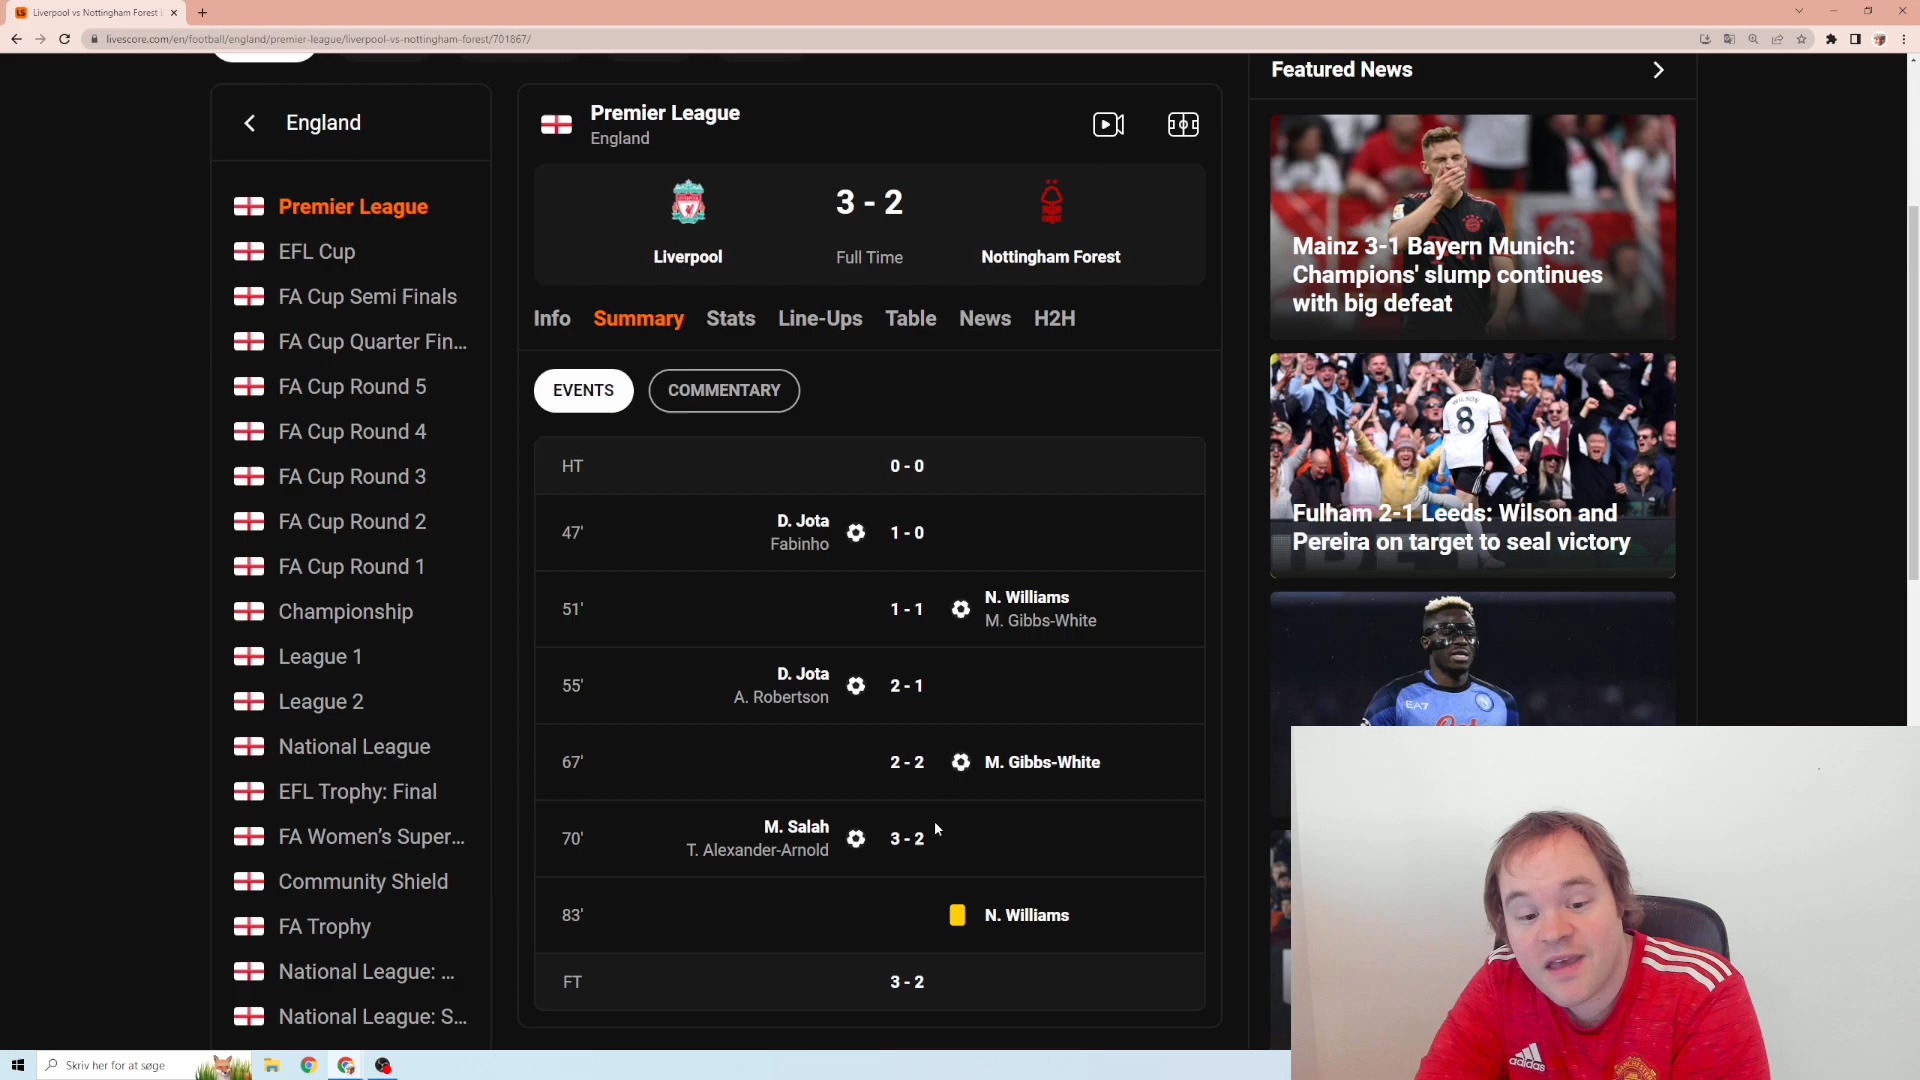 Liverpool vs Nottingham Forest
livescore.com/en/football/england/premier-league/liverpool-vs-nottingham-forest/701867/
England
Premier League
EFL Cup
FA Cup Semi Finals
FA Cup Quarter Fin...
FA Cup Round 5
FA Cup Round 4
FA Cup Round 3
FA Cup Round 2
FA Cup Round 1
Championship
League 1
League 2
National League
EFL Trophy: Final
FA Women's Super...
Community Shield
FA Trophy
National League: ...
National League: S...
Premier League
England
3 - 2
Liverpool
Full Time
Nottingham Forest
Info Summary Stats Line-Ups Table News H2H
EVENTS COMMENTARY
HT 0 - 0
47' D. Jota 1 - 0
Fabinho
51' 1 - 1 N. Williams
M. Gibbs-White
55' D. Jota 2 - 1
A. Robertson
67' 2 - 2 M. Gibbs-White
70' M. Salah 3 - 2
T. Alexander-Arnold
83' N. Williams
FT 3 - 2
Featured News
Mainz 3-1 Bayern Munich:
Champions' slump continues
with big defeat
WILSON
8
Fulham 2-1 Leeds: Wilson and
Pereira on target to seal victory
EA7
adidas
Skriv her for at søge